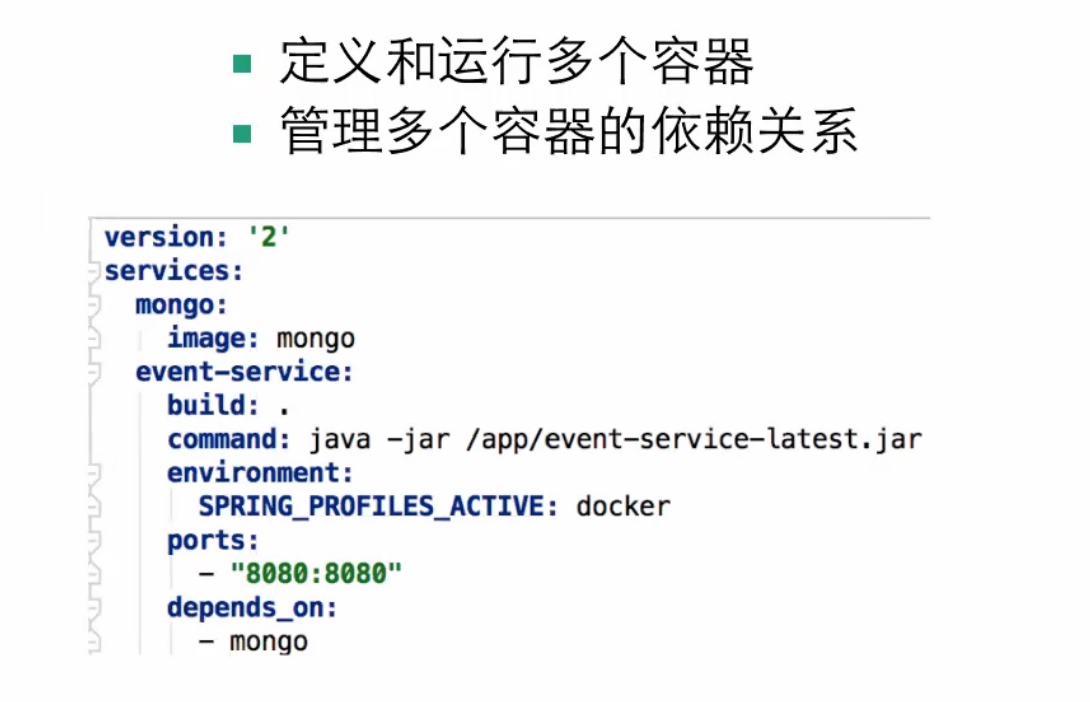 定义和运行多个容器
管理多个容器的依赖关系
version: '2'
services:
  mongo:
    image: mongo
  event-service:
    build: .
    command: java -jar /app/event-service-latest.jar
    environment:
      SPRING_PROFILES_ACTIVE: docker
    ports:
      - "8080:8080"
    depends_on:
      - mongo